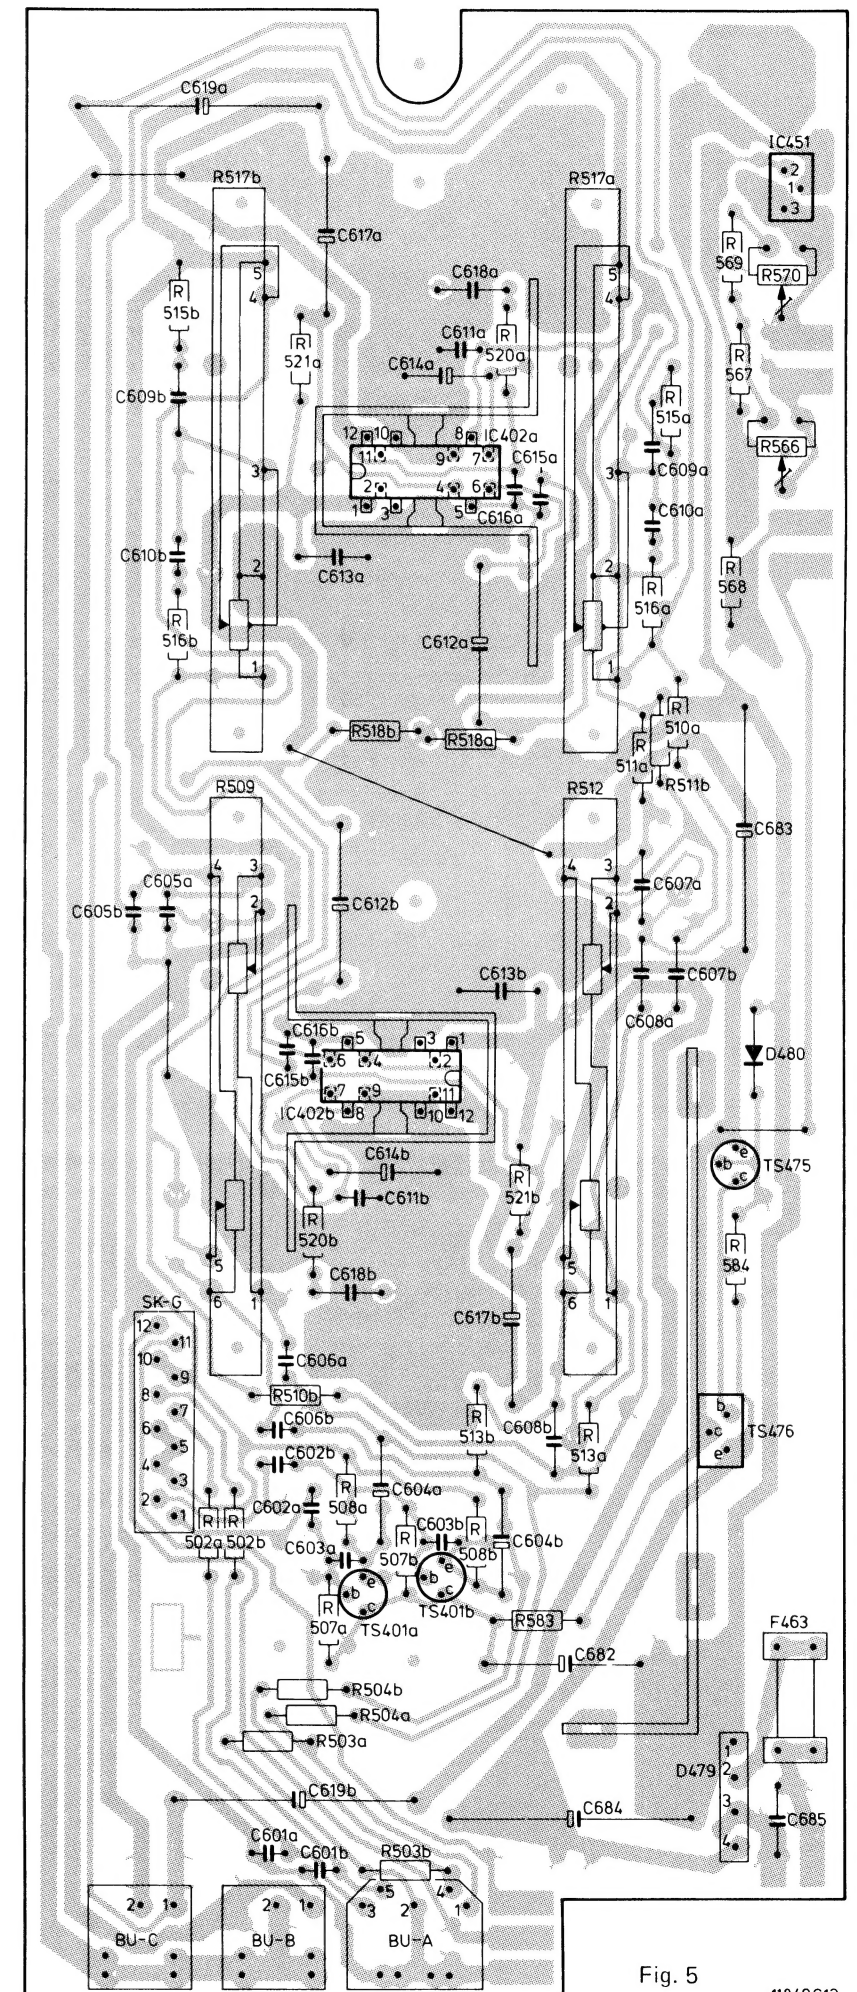 C619a
IC451
2
1
3
R517b
R517a
C617a
R
569
R570
5
4
5
4
C618a
R
515b
R
521a
C611a
R
520a
C614a
R
567
C609b
R
515a
R566
12 10 8 IC402a
11 9 7
C615a
C609a
3
3
2 4 6
1 3 5
C616a
C610a
C610b
C613a
2
2
R
568
R
516a
R
516b
C612a
1
1
R518b
R518a
R
510a
R
511a
R511b
R509
R512
C683
4 3
4 3
C605a
C605b
C612b
C607a
2
2
C613b
C607b
C608a
C616b
5 3 1
6 4 2
D480
C615b
7 9 11
IC402b 8 10 12
C614b
e
b
c
TS475
C611b
R
521b
R
520b
R
584
5
5
C618b
6 1
6 1
SK-G
C617b
12
11
10
9
8
7
6
5
4
3
2
1
C606a
R510b
C606b
R
513b
C608b
R
513a
b
c
e
TS476
C602b
C604a
R
508a
C602a
R
502a
R
502b
C603b
R
507b
R
508b
C604b
C603a
e
b
c
e
b
c
TS401b
R
507a
TS401a
R583
F463
C682
R504b
R504a
R503a
1
D479
2
3
4
C619b
C684
C685
C601a
C601b
R503b
5 4
2 1
2 1
3 2 1
BU-C
BU-B
BU-A
Fig. 5